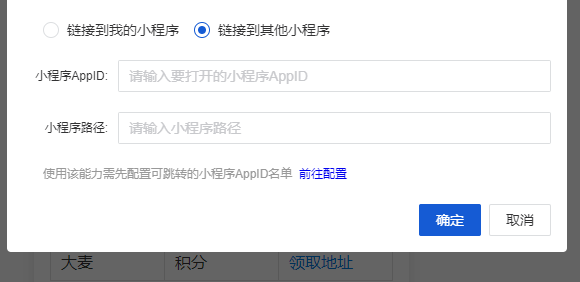 链接到我的小程序 链接到其他小程序
小程序AppID: 请输入要打开的小程序AppID
小程序路径: 请输入小程序路径
使用该能力需先配置可跳转的小程序AppID名单 前往配置
确定 取消
大麦 积分 领取地址